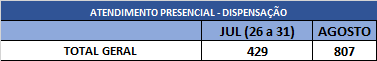 ATENDIMENTO PRESENCIAL - DISPENSAÇÃO
JUL (26 a 31) AGOSTO
TOTAL GERAL 429 807